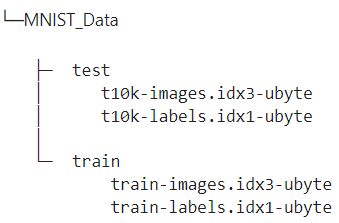 MNIST_Data
test
t10k-images.idx3-ubyte
t10k-labels.idx1-ubyte
train
train-images.idx3-ubyte
train-labels.idx1-ubyte